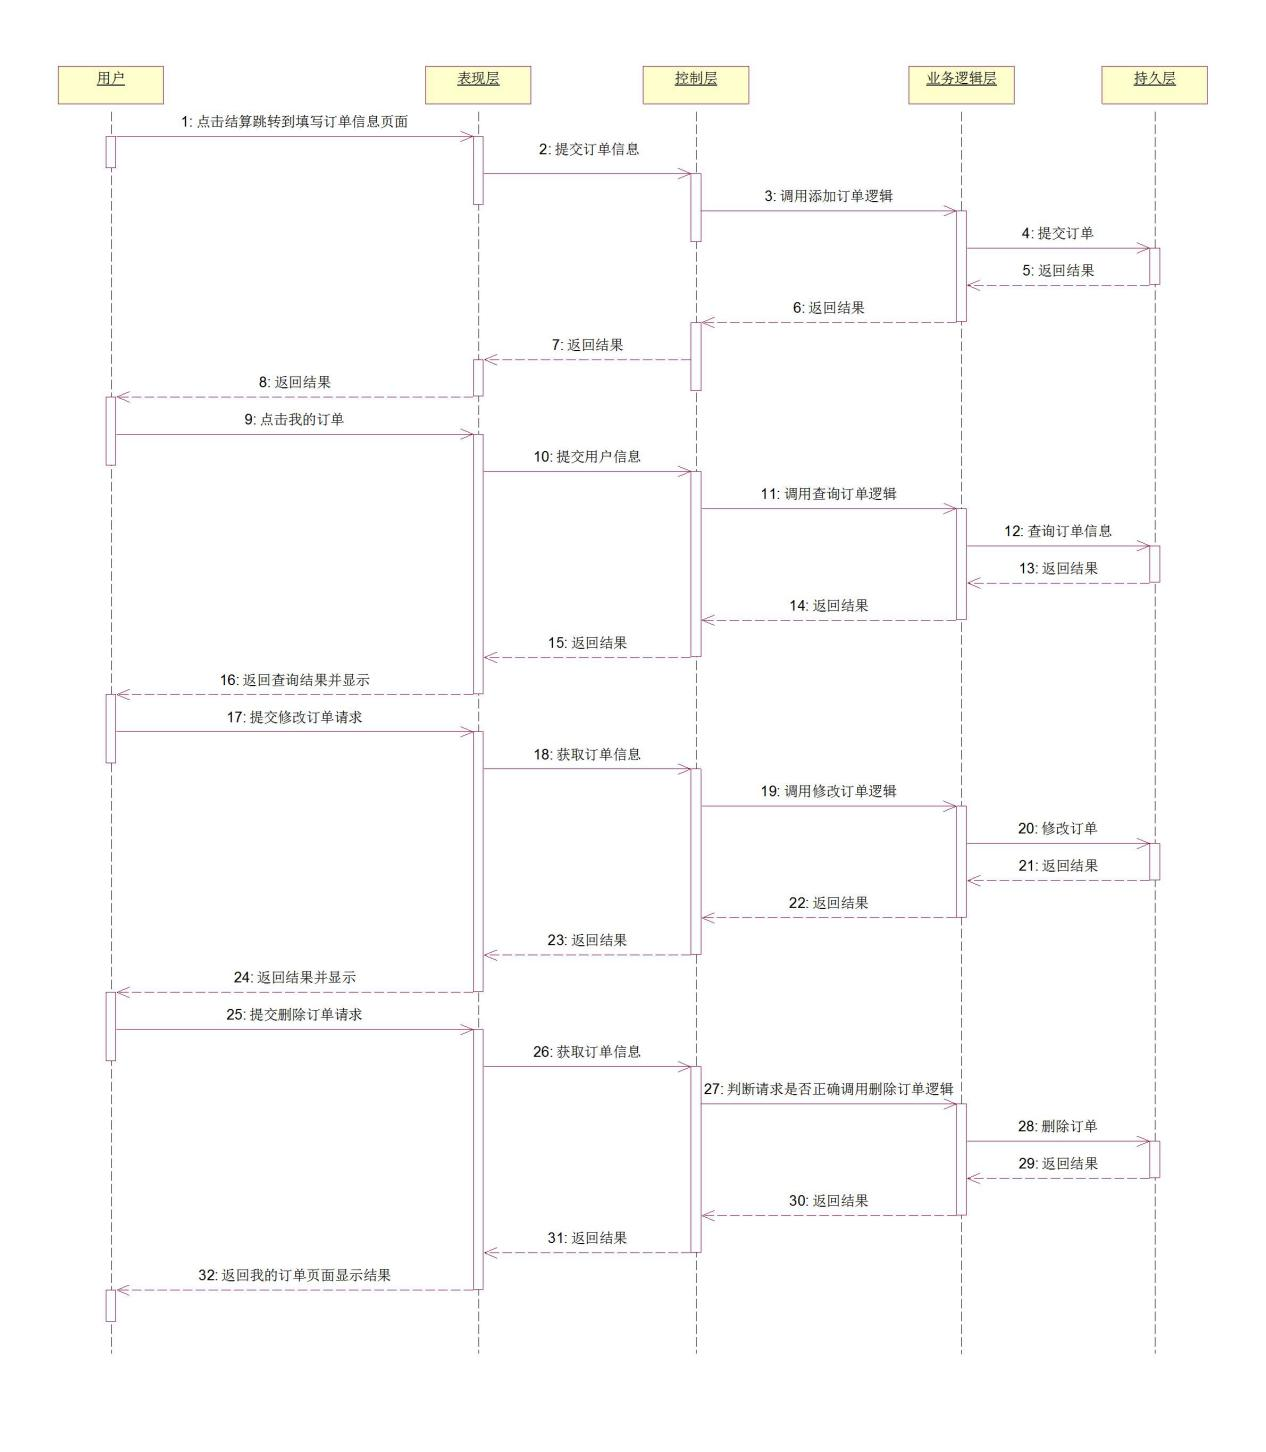 用户
表现层
控制层
业务逻辑层
持久层
1: 点击结算跳转到填写订单信息页面
2: 提交订单信息
3: 调用添加订单逻辑
4: 提交订单
5: 返回结果
6: 返回结果
7: 返回结果
8: 返回结果
9: 点击我的订单
10: 提交用户信息
11: 调用查询订单逻辑
12: 查询订单信息
13: 返回结果
14: 返回结果
15: 返回结果
16: 返回查询结果并显示
17: 提交修改订单请求
18: 获取订单信息
19: 调用修改订单逻辑
20: 修改订单
21: 返回结果
22: 返回结果
23: 返回结果
24: 返回结果并显示
25: 提交删除订单请求
26: 获取订单信息
27: 判断请求是否正确调用删除订单逻辑
28: 删除订单
29: 返回结果
30: 返回结果
31: 返回结果
32: 返回我的订单页面显示结果